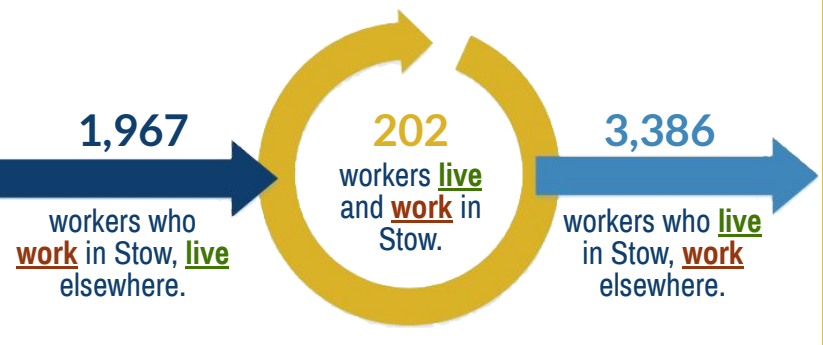 1,967
workers who
work in Stow, live
elsewhere.
202
workers live
and work in
Stow.
3,386
workers who live
in Stow, work
elsewhere.